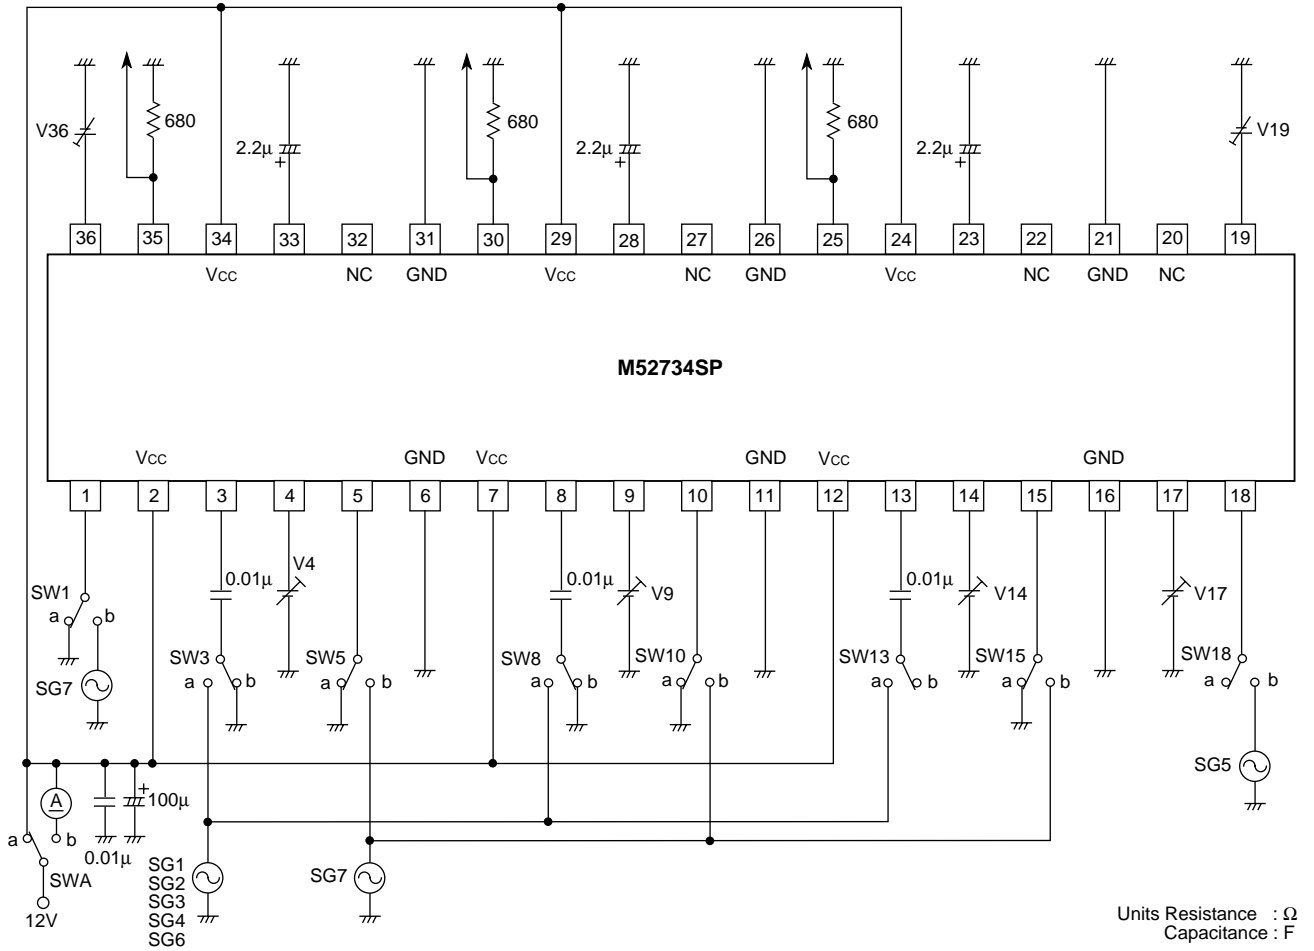 V36
680
2.2µ
+
680
2.2µ
+
680
2.2µ
+
V19
36 35 34 33 32 31 30 29 28 27 26 25 24 23 22 21 20 19
VCC NC GND VCC NC GND VCC NC GND NC
M52734SP
VCC GND VCC GND VCC GND
1 2 3 4 5 6 7 8 9 10 11 12 13 14 15 16 17 18
SW1
a b
SG7
0.01µ
V4
SW3
a b
SW5
a b
0.01µ
V9
SW8
a b
SW10
a b
0.01µ
V14
SW13
a b
SW15
a b
V17
SW18
a b
SG5
A
+
100µ
0.01µ
a b
SWA
12V
SG1
SG2
SG3
SG4
SG6
SG7
Units Resistance : Ω
Capacitance : F